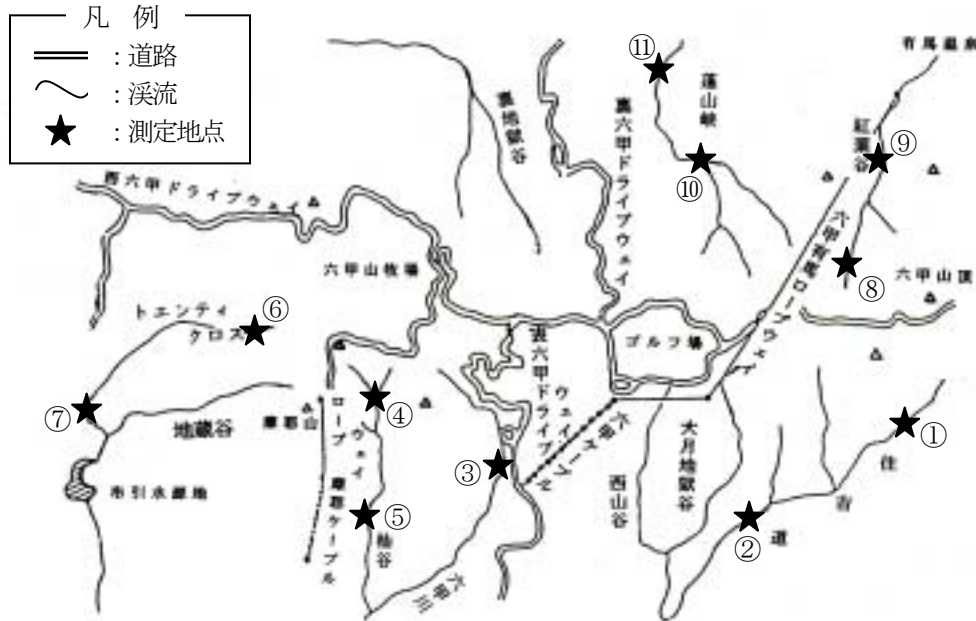 凡 例
：道路
：渓流
：測定地点
⑪
有馬温泉
蓬山峡
裏六甲ドライブウェイ
裏地獄谷
紅葉谷
⑨
⑩
西六甲ドライブウェイ
六甲有馬ロープウェイ
六甲山牧場
⑧
六甲山頂
トエンティ
クロス
⑥
表六甲ドライブウェイ
ゴルフ場
⑦
地蔵谷
摩耶山
ロープウェイ
④
③
六甲ケーブル
西山谷
大月地獄谷
①
住吉道
布引水源地
摩耶ケーブル
⑤
杣谷
六甲川
②